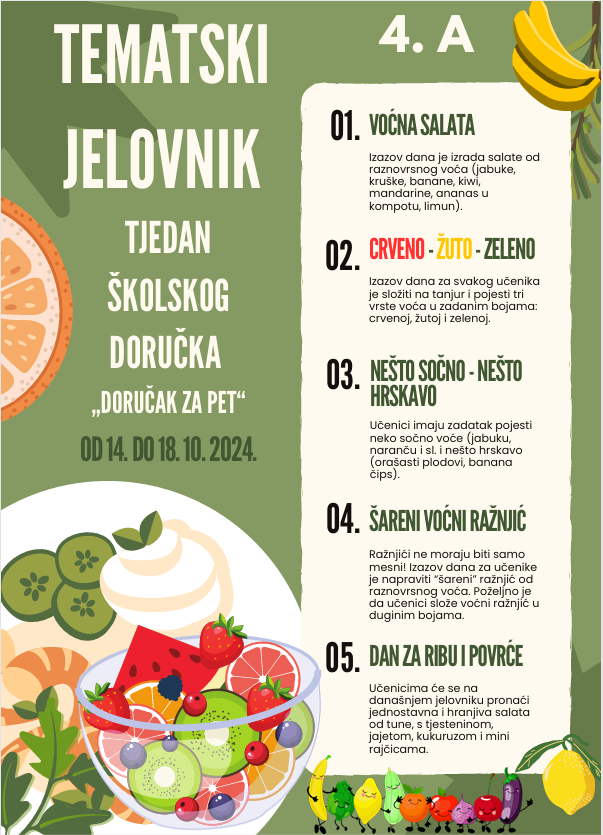 TEMATSKI
JELOVNIK
TJEDAN
ŠKOLSKOG
DORUČKA
„DORUČAK ZA PET“
OD 14. DO 18. 10. 2024.
4. A
01. VOĆNA SALATA
Izazov dana je izrada salate od
raznovrsnog voća (jabuke,
kruške, banane, kiwi,
mandarine, ananas u
kompotu, limun).
02. CRVENO - ŽUTO - ZELENO
Izazov dana za svakog učenika
je složiti na tanjur i pojesti tri
vrste voća u zadanim bojama:
crvenoj, žutoj i zelenoj.
03. NEŠTO SOČNO - NEŠTO
HRSKAVO
Učenici imaju zadatak pojesti
neko sočno voće (jabuku,
naranču i sl. i nešto hrskavo
(orašasti plodovi, banana
čips).
04. ŠARENI VOĆNI RAŽNJIĆ
Ražnjići ne moraju biti samo
mesni! Izazov dana za učenike
je napraviti “šareni” ražnjić od
raznovrsnog voća. Poželjno je
da učenici slože voćni ražnjić u
duginim bojama.
05. DAN ZA RIBU I POVRĆE
Učenicima će se na
današnjem jelovniku pronaći
jednostavna i hranjiva salata
od tune, s tjesteninom,
jajetom, kukuruzom i mini
rajčicama.